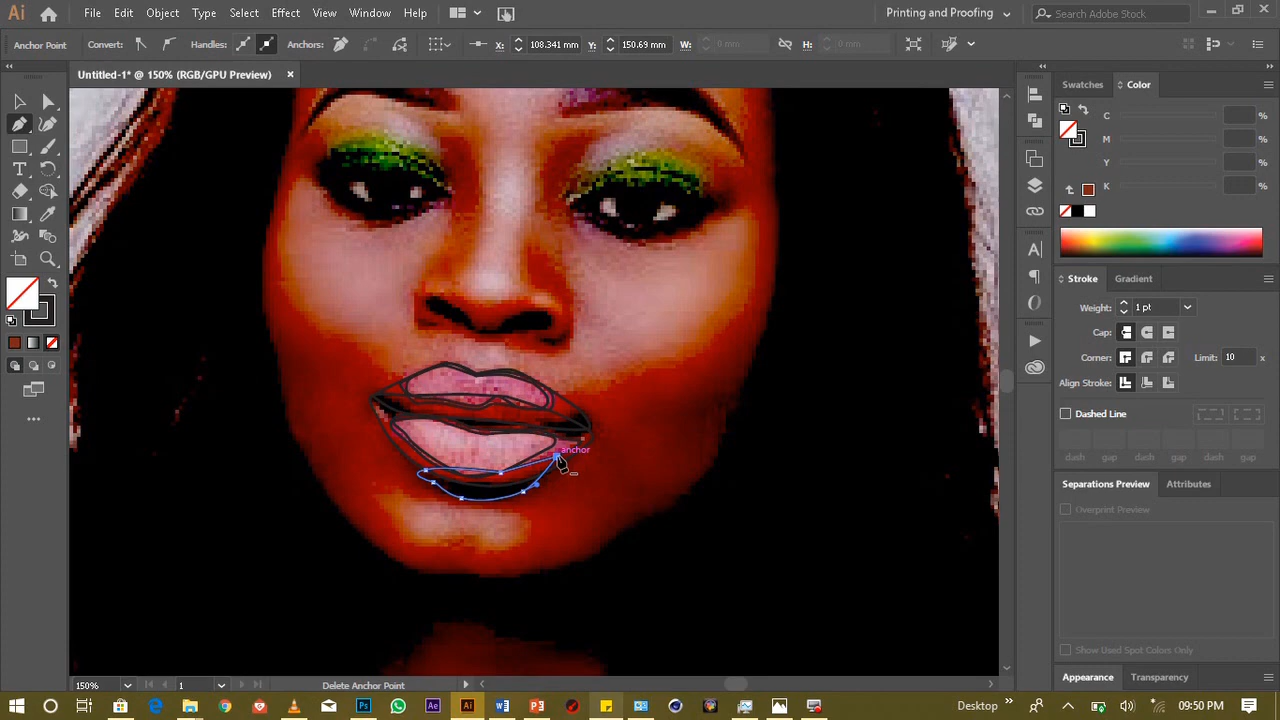 Ai File Edit Object Type Select Effect View Window Help Printing and Proofing Search Adobe Stock
Anchor Point Convert: Handles: Anchors: X: 108.341 mm Y: 150.69 mm W: 0 mm H: 0 mm
Untitled-1* @ 150% (RGB/GPU Preview)
Swatches Color
C %
M %
Y %
K %
Stroke Gradient
Weight: 1 pt
Cap:
Corner: Limit: 10 x
Align Stroke:
Dashed Line
dash gap dash gap dash gap
Separations Preview Attributes
Overprint Preview
anchor
Show Used Spot Colors Only
Appearance Transparency
150% 1 Delete Anchor Point
Ps Ae Ai Desktop 09:50 PM